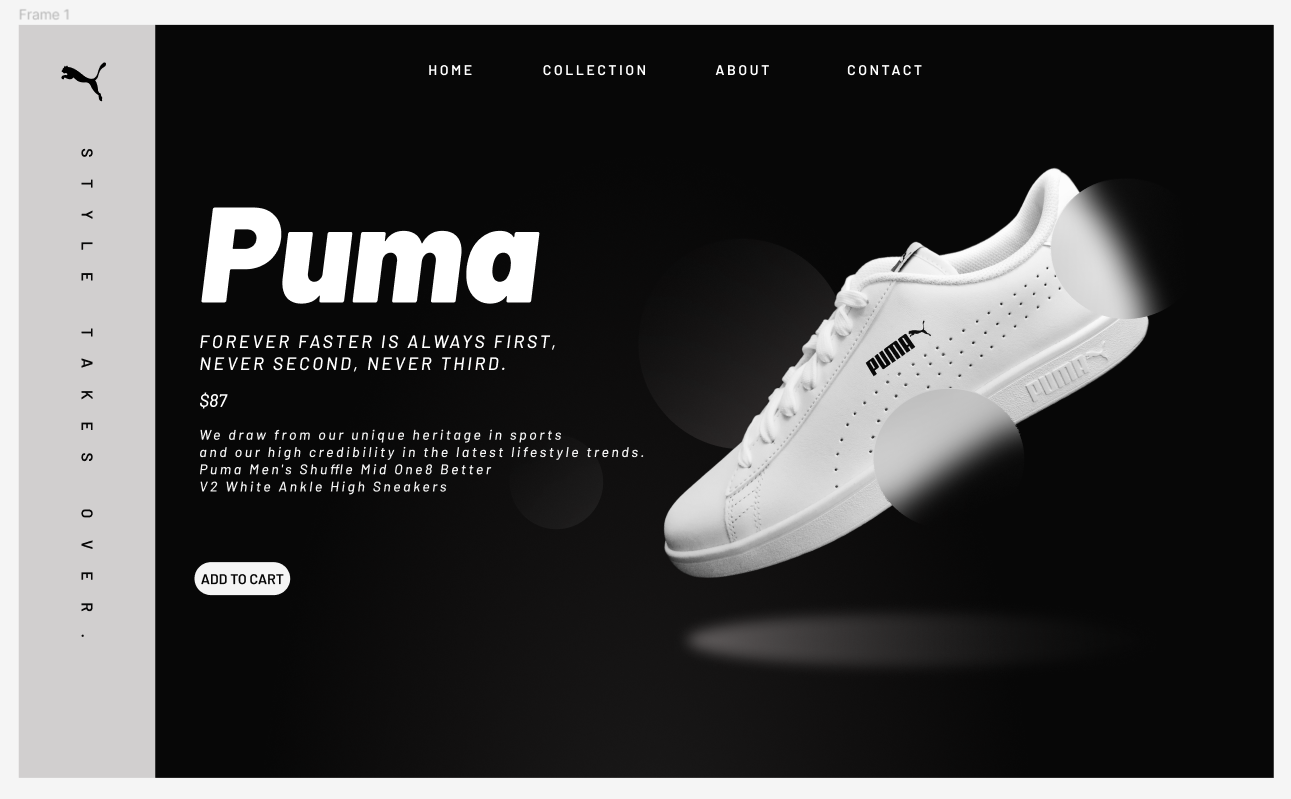 Frame 1
HOME COLLECTION ABOUT CONTACT
STYLE TAKES OVER.
Puma
FOREVER FASTER IS ALWAYS FIRST,
NEVER SECOND, NEVER THIRD.
$87
We draw from our unique heritage in sports
and our high credibility in the latest lifestyle trends.
Puma Men's Shuffle Mid One8 Better
V2 White Ankle High Sneakers
ADD TO CART
PUMA
PUMA